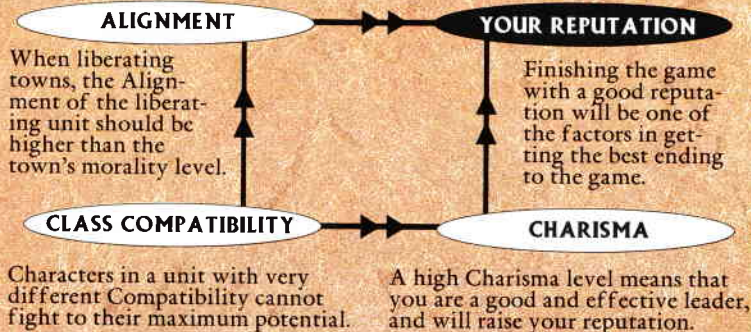 ALIGNMENT
YOUR REPUTATION
When liberating
towns, the Align-
ment of the liberat-
ing unit should be
higher than the
town's morality level.
Finishing the game
with a good reputa-
tion will be one of
the factors in get-
ting the best ending
to the game.
CLASS COMPATIBILITY
CHARISMA
Characters in a unit with very
different Compatibility cannot
fight to their maximum potential.
A high Charisma level means that
you are a good and effective leader,
and will raise your reputation.